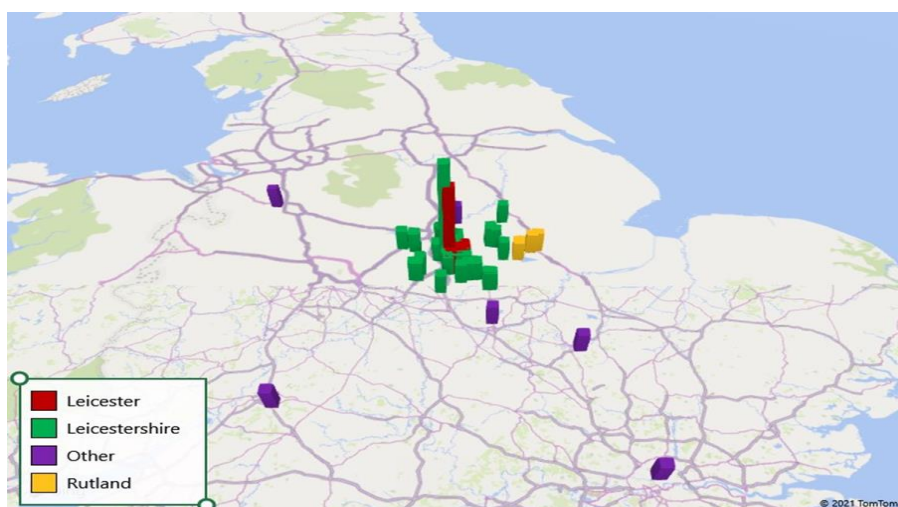 Leicester
Leicestershire
Other
Rutland
© 2021 TomTom